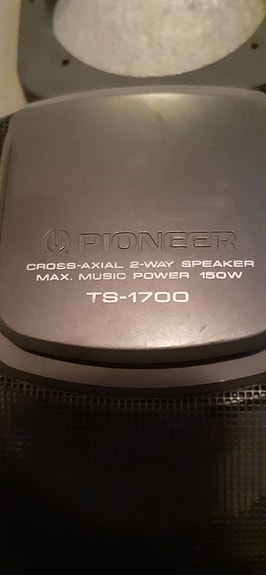 PIONEER
CROSS-AXIAL 2-WAY SPEAKER
MAX. MUSIC POWER 150W
TS-1700